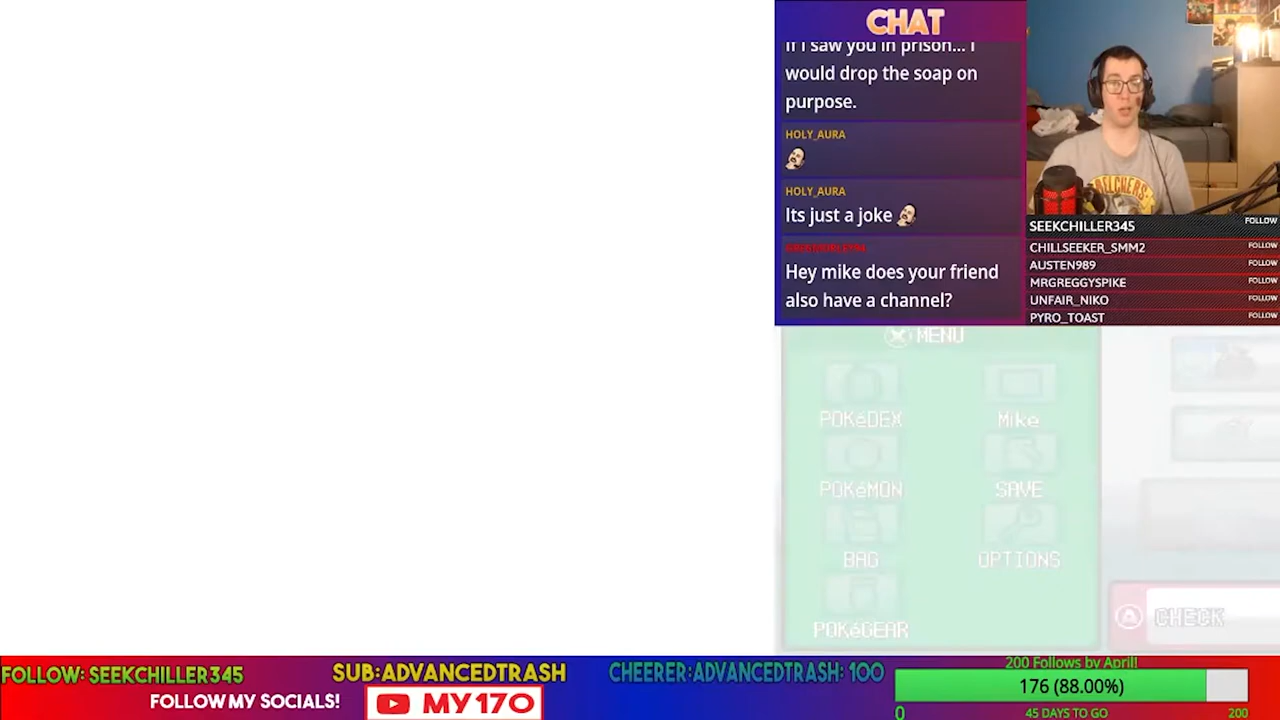 CHAT
If I saw you in prison... I
would drop the soap on
purpose.
HOLY_AURA
HOLY_AURA
Its just a joke
Hey mike does your friend
also have a channel?
SEEKCHILLER345 FOLLOW
CHILLSEEKER_SMM2 FOLLOW
AUSTEN989 FOLLOW
MRGREGGYSPIKE FOLLOW
UNFAIR_NIKO FOLLOW
PYRO_TOAST FOLLOW
X MENU
POKéDEX Mike
POKéMON SAVE
BAG OPTIONS
POKéGEAR
A CHECK
FOLLOW: SEEKCHILLER345
SUB:ADVANCEDTRASH
CHEERER:ADVANCEDTRASH: 100
FOLLOW MY SOCIALS!
MY170
200 Follows by April!
176 (88.00%)
0 45 DAYS TO GO 200